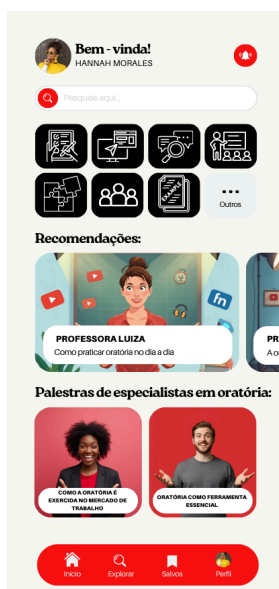 Bem - vinda!
HANNAH MORALES
Pesquise aqui...
EXAMPLE
Outros
Recomendações:
PROFESSORA LUIZA
Como praticar oratória no dia a dia
PR
A o
Palestras de especialistas em oratória:
COMO A ORATÓRIA É
EXERCIDA NO MERCADO DE
TRABALHO
ORATÓRIA COMO FERRAMENTA
ESSENCIAL
Início
Explorar
Salvos
Perfil